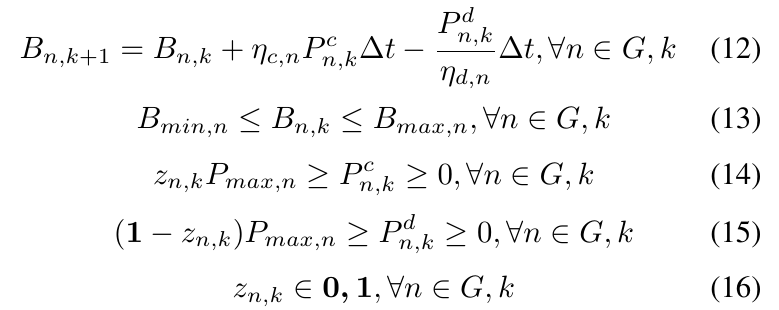 B_{n,k+1} = B_{n,k} + η_{c,n} P^c_{n,k} Δt − \frac{P^d_{n,k}}{η_{d,n}} Δt, ∀n ∈ G, k (12)
B_{min,n} ≤ B_{n,k} ≤ B_{max,n}, ∀n ∈ G, k (13)
z_{n,k} P_{max,n} ≥ P^c_{n,k} ≥ 0, ∀n ∈ G, k (14)
(1 − z_{n,k}) P_{max,n} ≥ P^d_{n,k} ≥ 0, ∀n ∈ G, k (15)
z_{n,k} ∈ 0, 1, ∀n ∈ G, k (16)